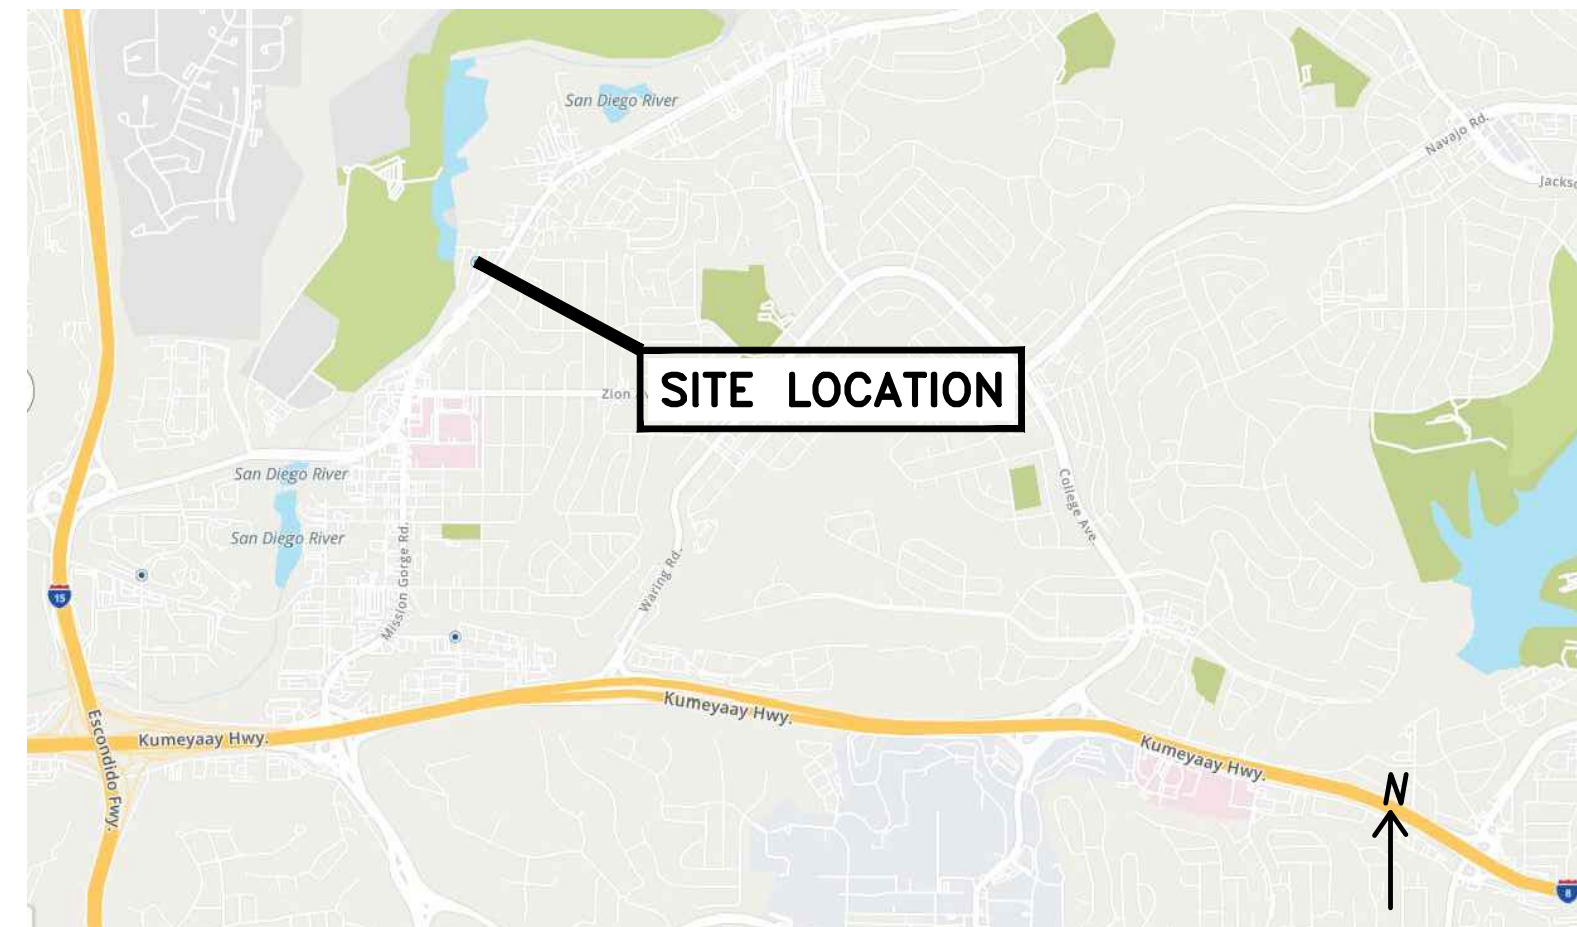 San Diego River
Navajo Rd.
Jackso
SITE LOCATION
Zion
San Diego River
College Ave.
San Diego River
Mission Gorge Rd.
Waring Rd.
15
Kumeyaay Hwy.
Escondido Fwy.
Kumeyaay Hwy.
Kumeyaay Hwy.
N
8